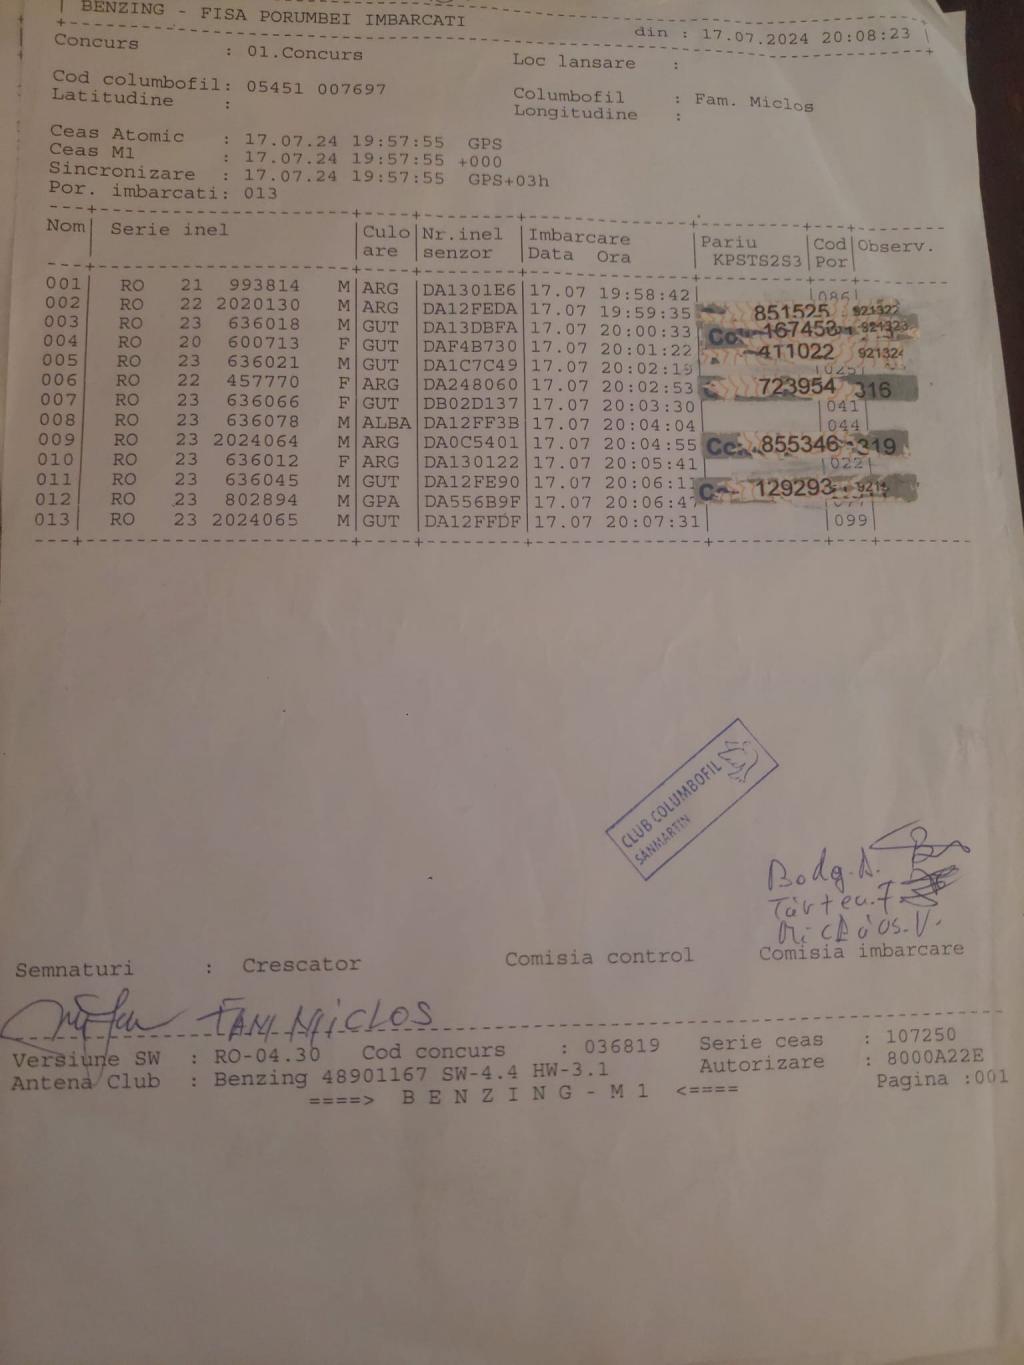 BENZING - FISA PORUMBEI IMBARCATI
din : 17.07.2024 20:08:23
Concurs : 01.Concurs Loc lansare :
Cod columbofil: 05451 007697 Columbofil : Fam. Miclos
Latitudine : Longitudine :
Ceas Atomic : 17.07.24 19:57:55 GPS
Ceas M1 : 17.07.24 19:57:55 +000
Sincronizare : 17.07.24 19:57:55 GPS+03h
Por. imbarcati: 013
Nom Serie inel Culo Nr.inel Imbarcare Pariu Cod Observ.
are senzor Data Ora KPSTS2S3 Por
001 RO 21 993814 M ARG DA1301E6 17.07 19:58:42
002 RO 22 2020130 M ARG DA12FEDA 17.07 19:59:35 851525 921322
003 RO 23 636018 M GUT DA13DBFA 17.07 20:00:33 167453 921323
004 RO 20 600713 F GUT DAF4B730 17.07 20:01:22 411022 921324
005 RO 23 636021 M GUT DA1C7C49 17.07 20:02:19
006 RO 22 457770 F ARG DA248060 17.07 20:02:53 723954 316
007 RO 23 636066 F GUT DB02D137 17.07 20:03:30 041
008 RO 23 636078 M ALBA DA12FF3B 17.07 20:04:04 044
009 RO 23 2024064 M ARG DA0C5401 17.07 20:04:55 855346 319
010 RO 23 636012 F ARG DA130122 17.07 20:05:41 022
011 RO 23 636045 M GUT DA12FE90 17.07 20:06:11 129293
012 RO 23 802894 M GPA DA556B9F 17.07 20:06:47
013 RO 23 2024065 M GUT DA12FFDF 17.07 20:07:31 099
CLUB COLUMBOFIL
SÂNMARTIN
Bodg.A.
Semnaturi : Crescator Comisia control Comisia imbarcare
FAM MICLOS
Versiune SW : RO-04.30 Cod concurs : 036819 Serie ceas : 107250
Antena Club : Benzing 48901167 SW-4.4 HW-3.1 Autorizare : 8000A22E
====> B E N Z I N G - M 1 <==== Pagina :001